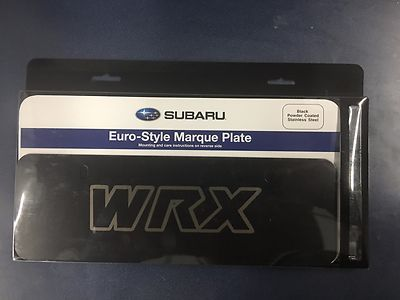 SUBARU
Black
Powder Coated
Stainless Steel
Euro-Style Marque Plate
Mounting and care instructions on reverse side
WRX